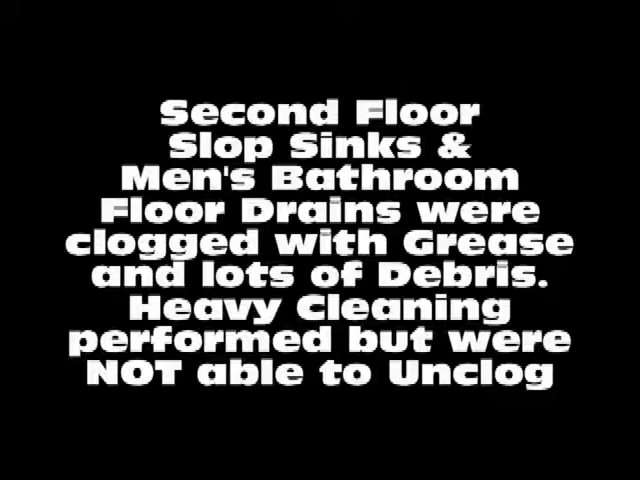 Second Floor
Slop Sinks &
Men's Bathroom
Floor Drains were
clogged with Grease
and lots of Debris.
Heavy Cleaning
performed but were
NOT able to Unclog